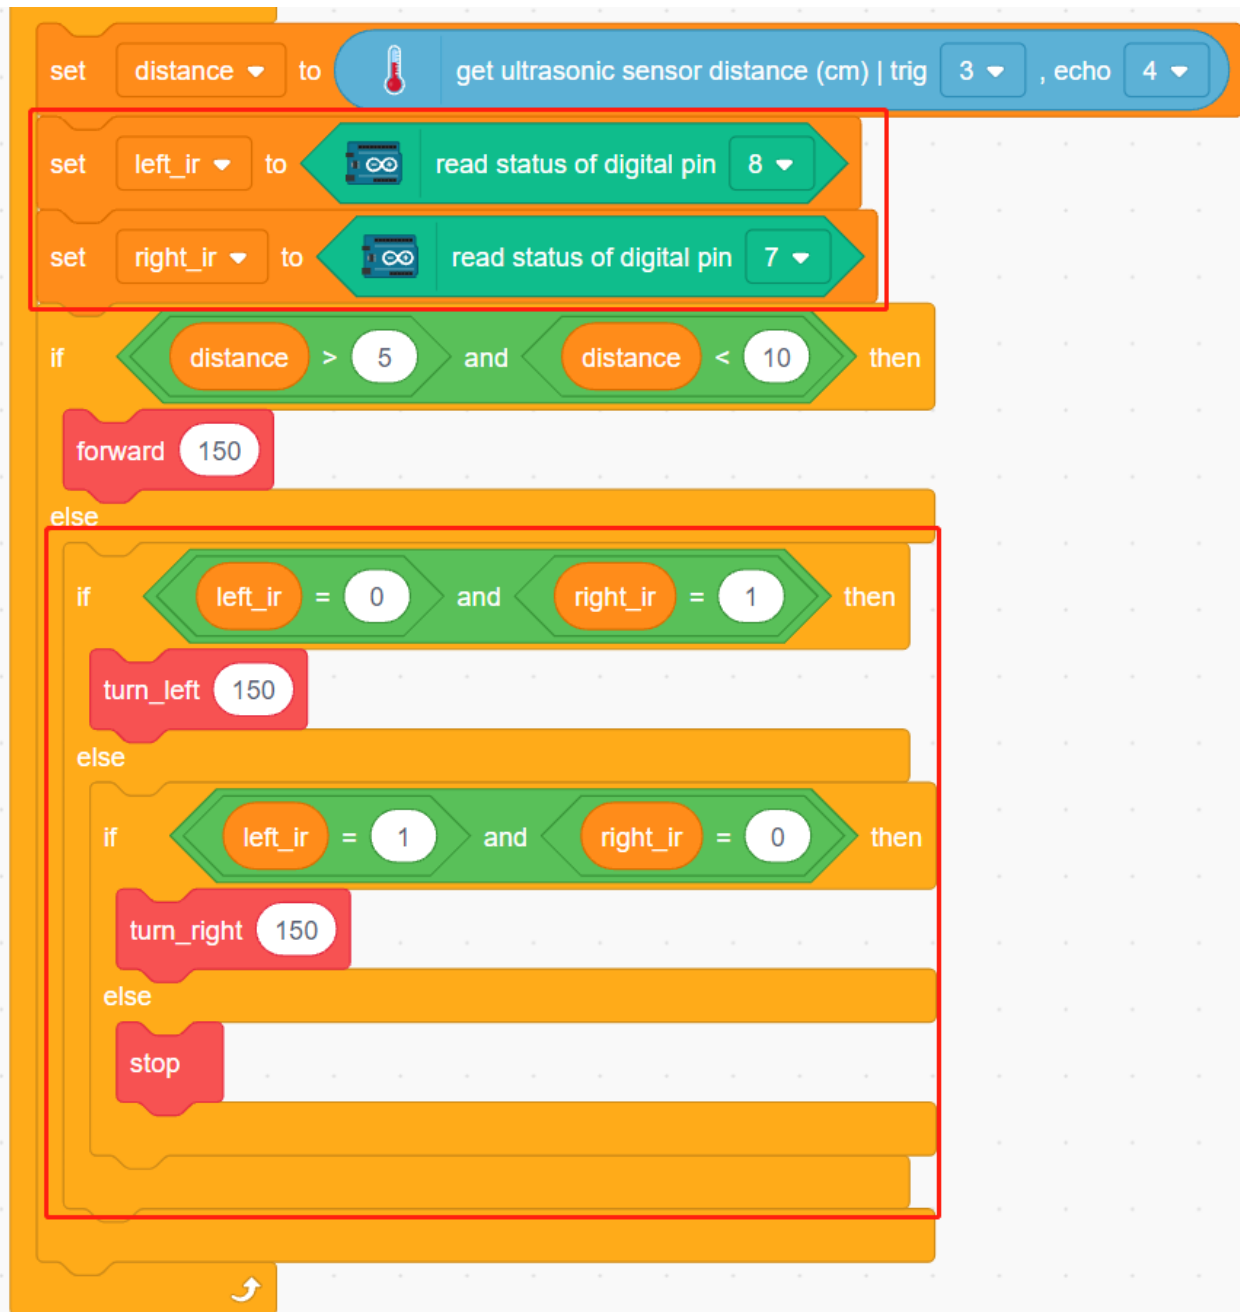 set distance to get ultrasonic sensor distance (cm) | trig 3 , echo 4
set left_ir to read status of digital pin 8
set right_ir to read status of digital pin 7
if distance > 5 and distance < 10 then
forward 150
else
if left_ir = 0 and right_ir = 1 then
turn_left 150
else
if left_ir = 1 and right_ir = 0 then
turn_right 150
else
stop